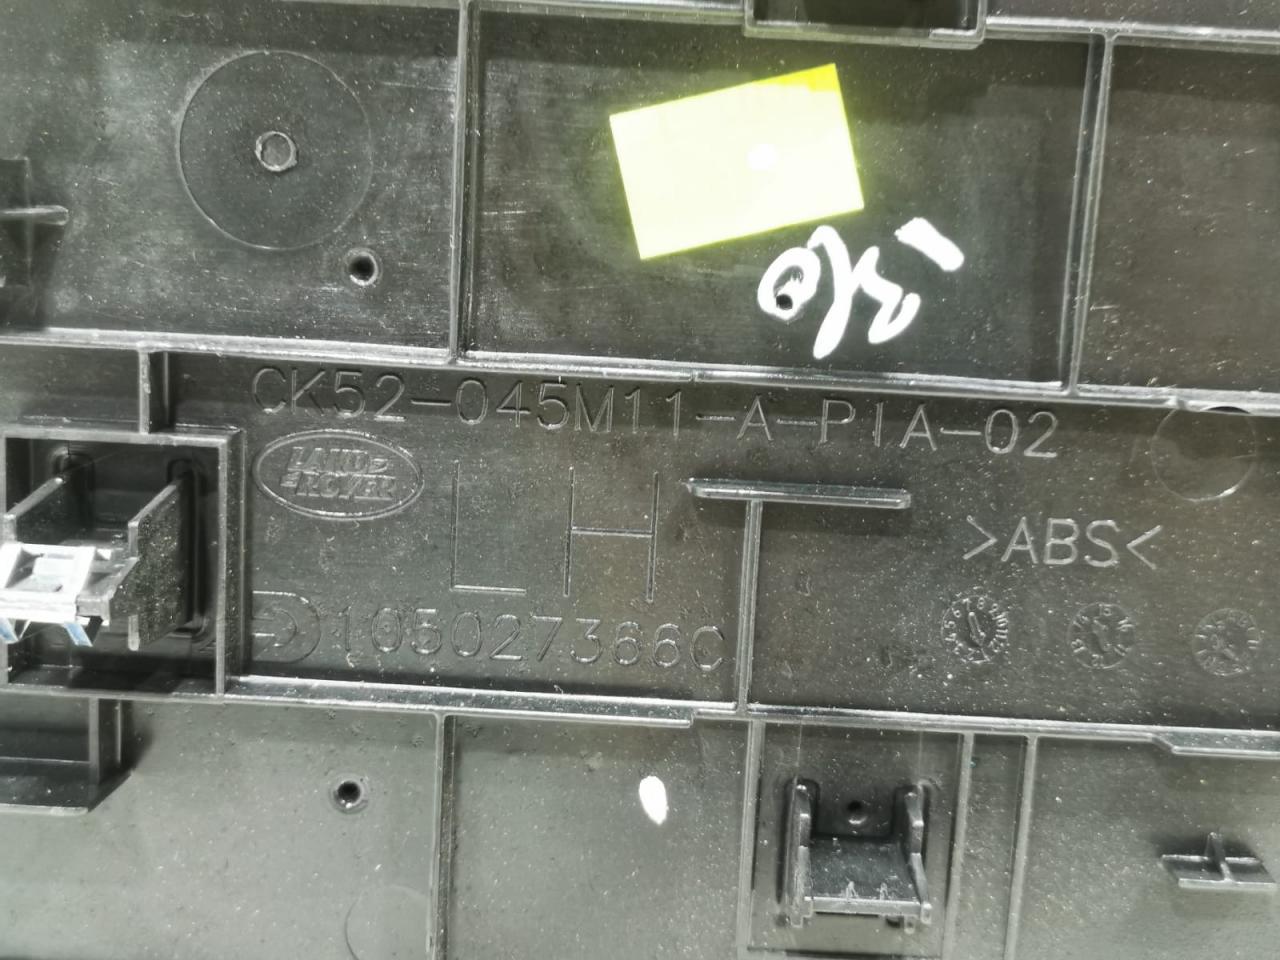 CK52-045M11-A-PIA-02
LAND
ROVER
LH
>ABS<
105027366C